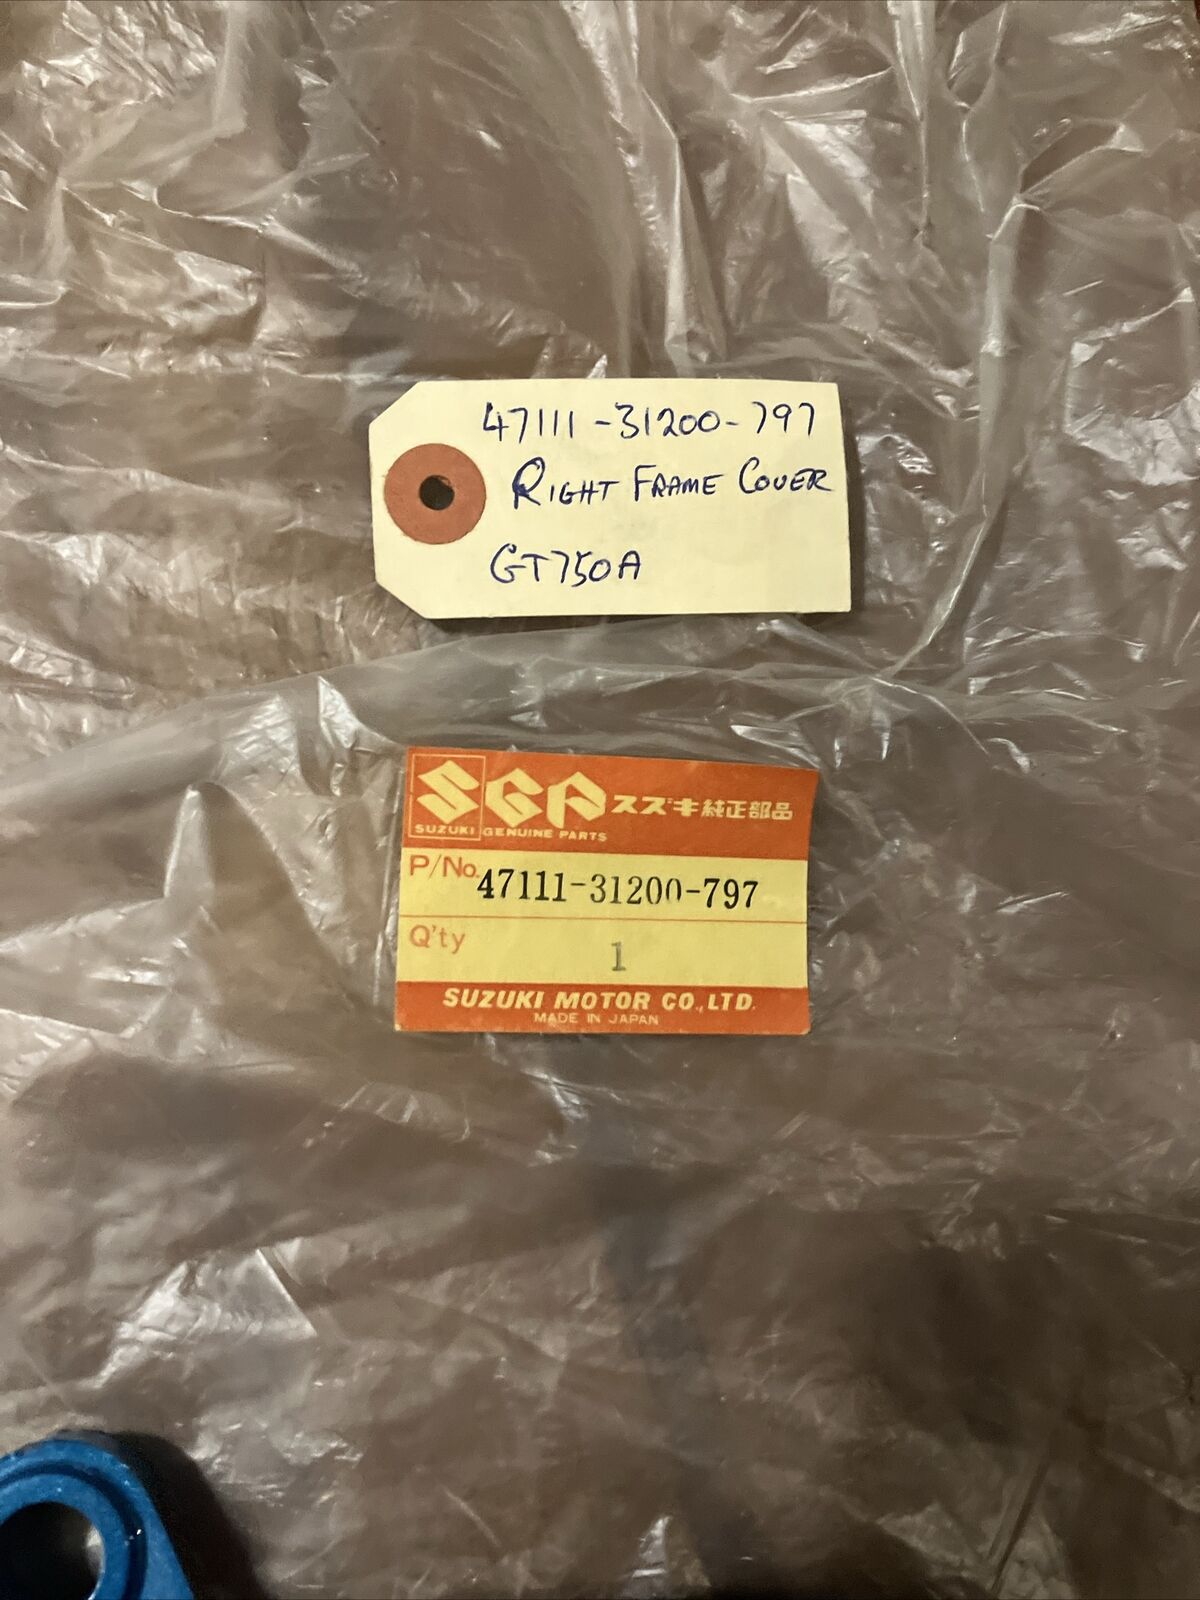 47111-31200-797
RIGHT FRAME COVER
GT750A
SGP スズキ純正部品
SUZUKI GENUINE PARTS
P/No. 47111-31200-797
Q'ty 1
SUZUKI MOTOR CO.,LTD.
MADE IN JAPAN